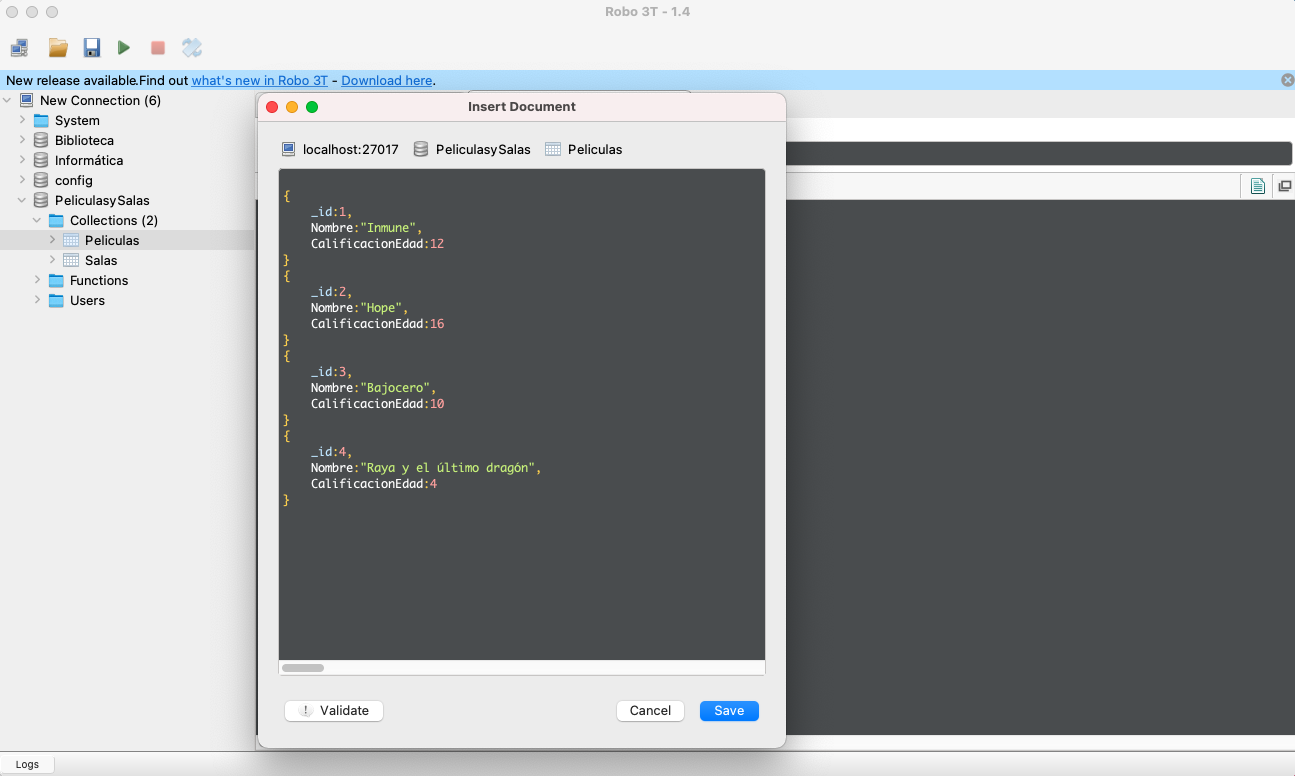 Robo 3T - 1.4
New release available.Find out what's new in Robo 3T - Download here.
New Connection (6)
System
Biblioteca
Informática
config
PeliculasySalas
Collections (2)
Peliculas
Salas
Functions
Users
Insert Document
localhost:27017 PeliculasySalas Peliculas
{
_id:1,
Nombre:"Inmune",
CalificacionEdad:12
}
{
_id:2,
Nombre:"Hope",
CalificacionEdad:16
}
{
_id:3,
Nombre:"Bajocero",
CalificacionEdad:10
}
{
_id:4,
Nombre:"Raya y el último dragón",
CalificacionEdad:4
}
! Validate Cancel Save
Logs